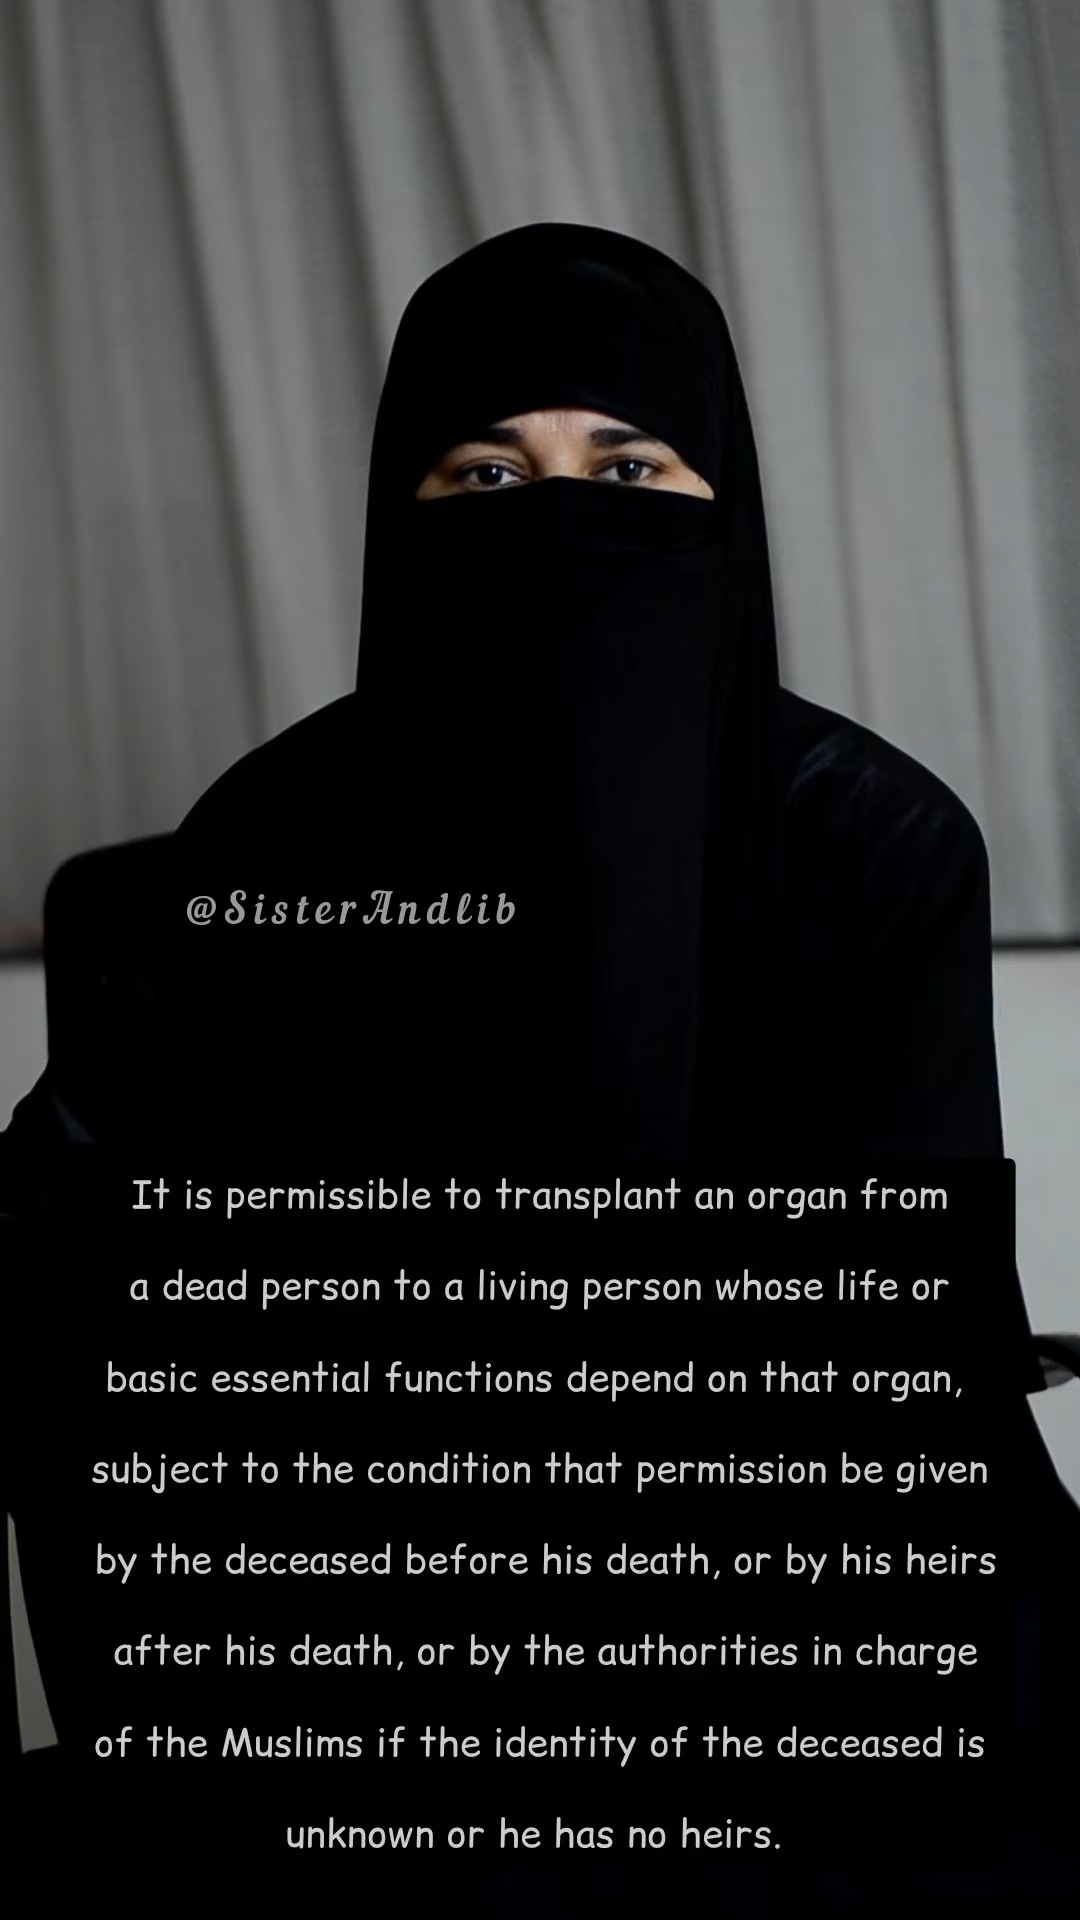 @SisterAndlib
It is permissible to transplant an organ from
a dead person to a living person whose life or
basic essential functions depend on that organ,
subject to the condition that permission be given
by the deceased before his death, or by his heirs
after his death, or by the authorities in charge
of the Muslims if the identity of the deceased is
unknown or he has no heirs.